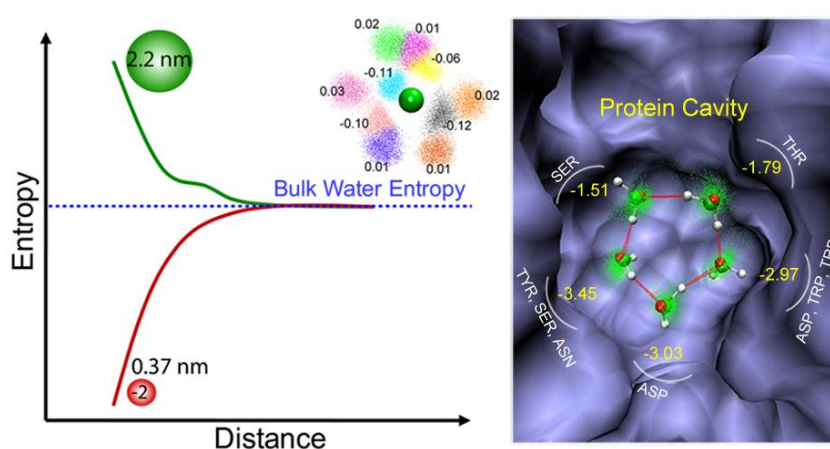 Entropy
2.2 nm
0.37 nm
-2
Distance
Bulk Water Entropy
0.02
0.01
-0.06
-0.11
0.03
0.02
-0.10
-0.12
0.01
0.01
Protein Cavity
SER
-1.51
THR
-1.79
TYR, SER, ASN
-3.45
ASP, TRP, TRP
-2.97
-3.03
ASP